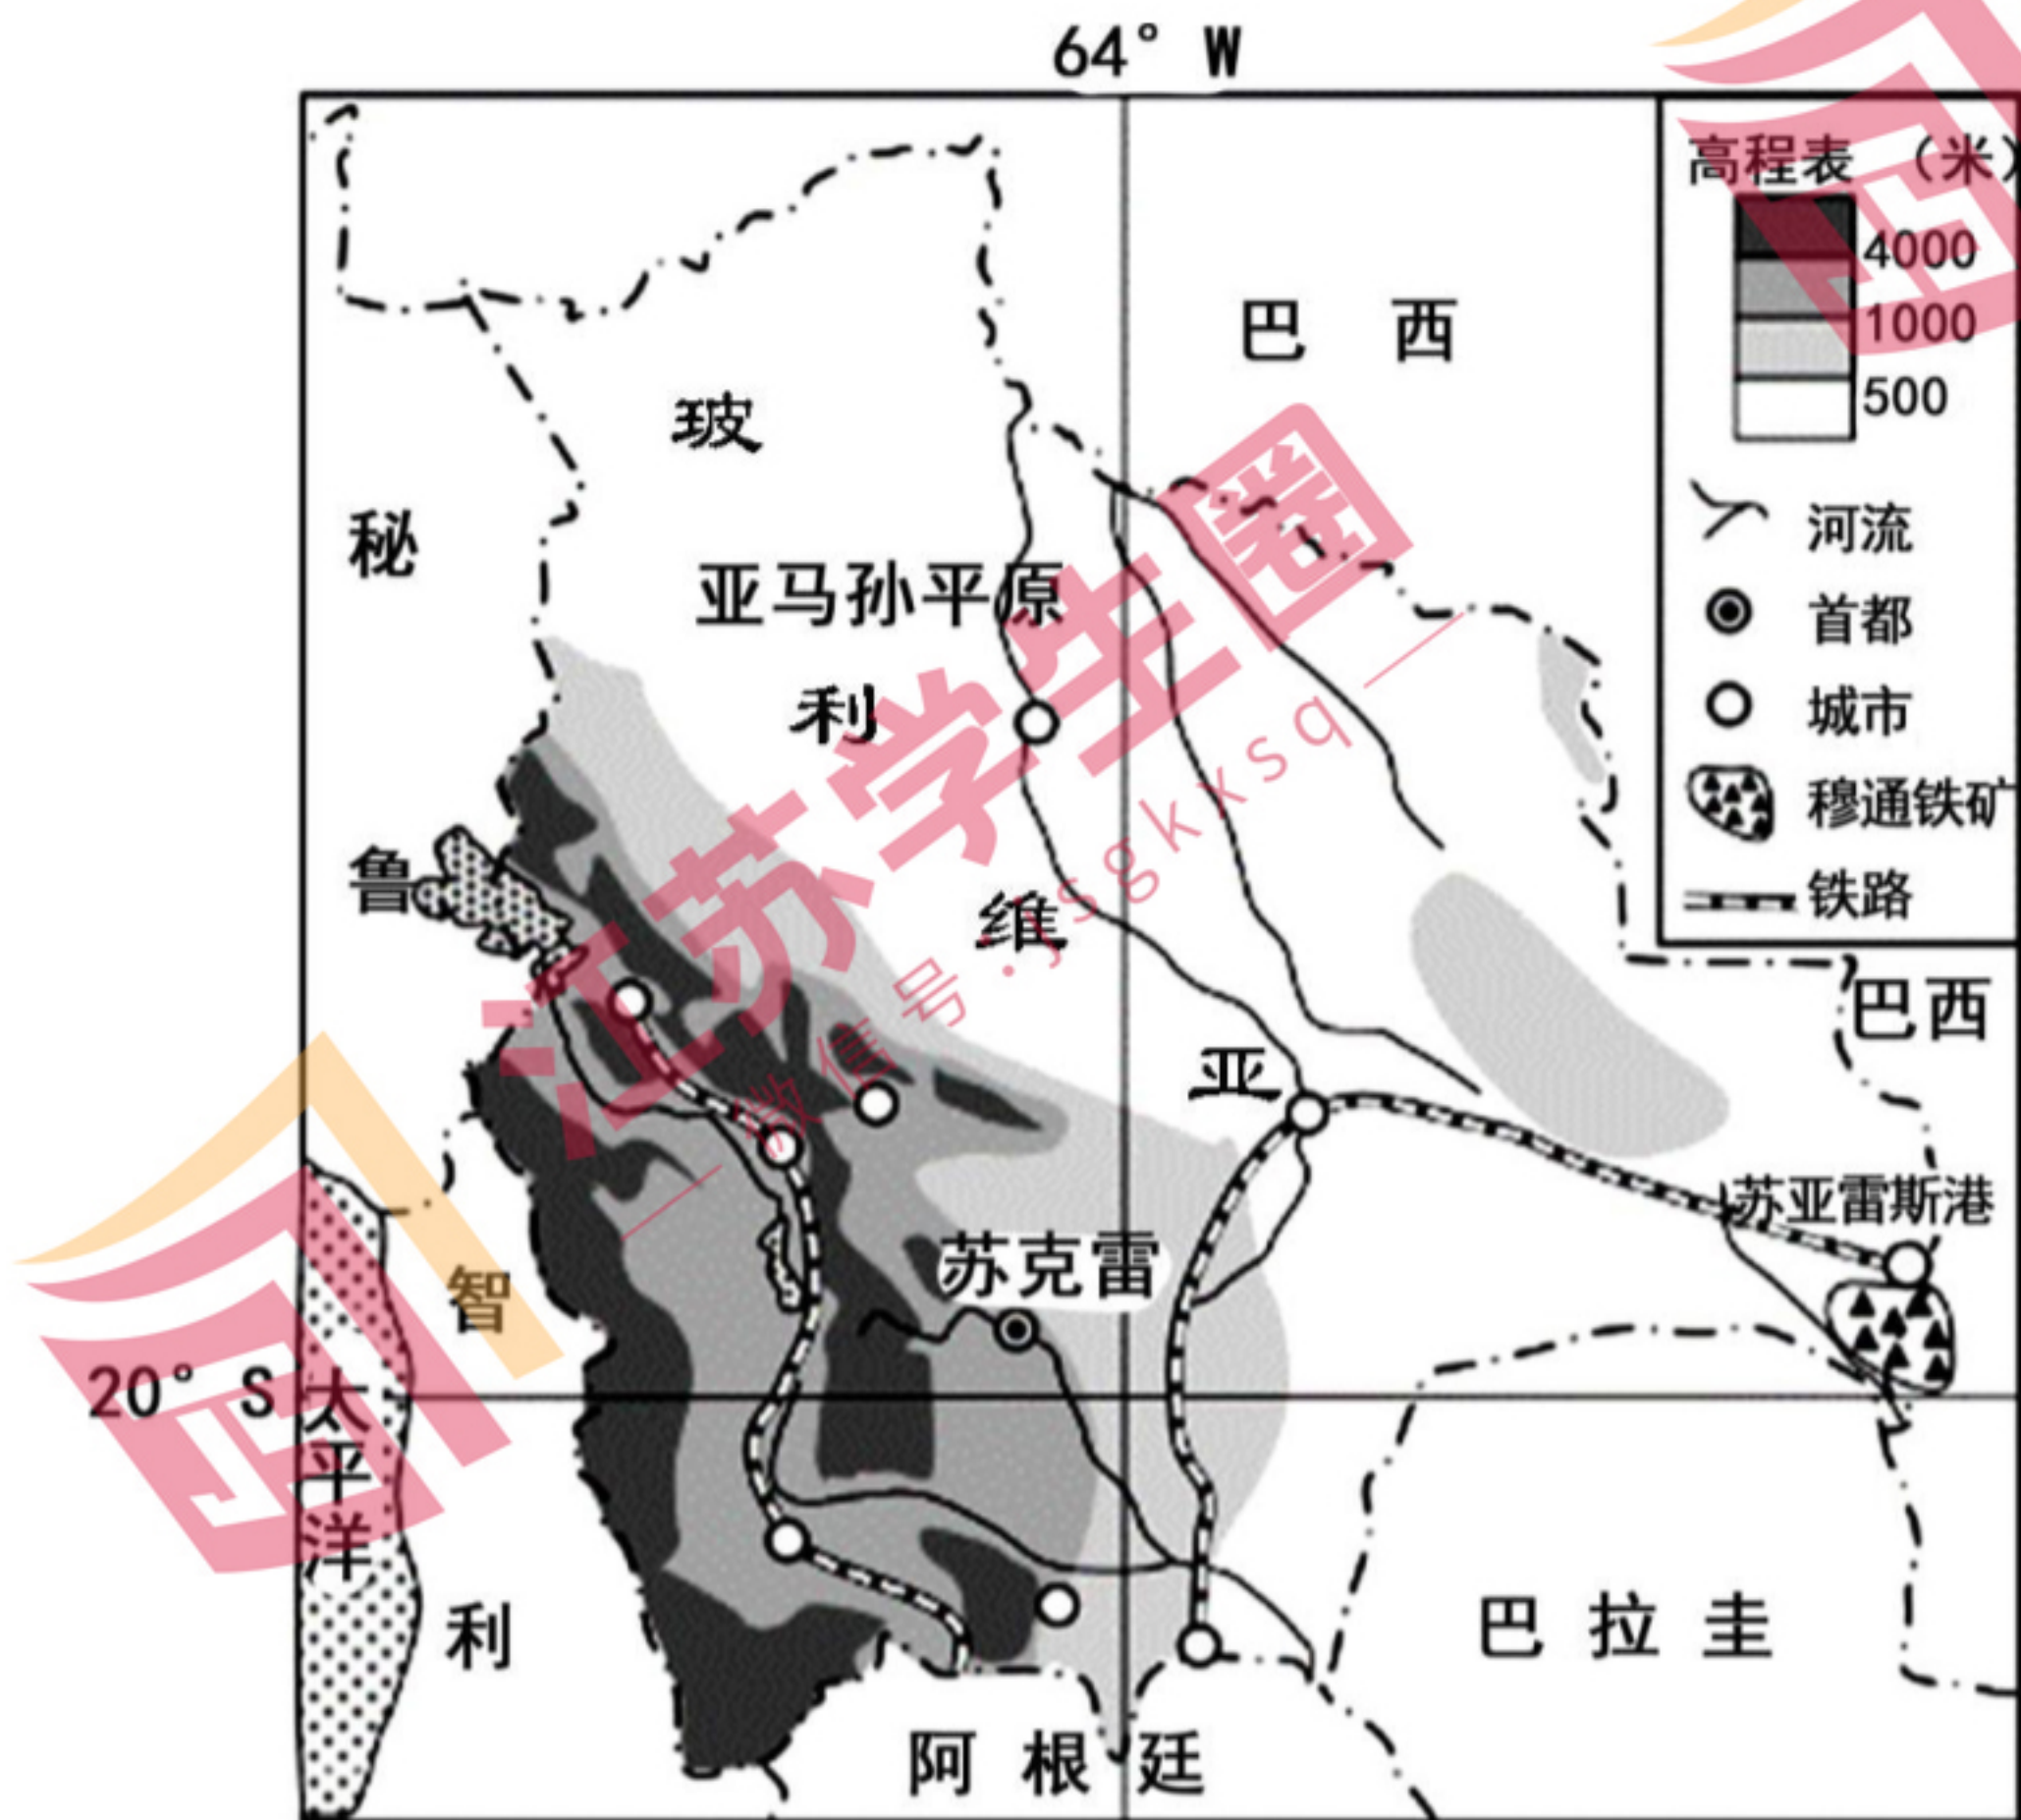 64° W
高程表 (米)
4000
1000
500
河流
首都
城市
穆通铁矿
铁路
巴 西
玻
利
维
亚
秘
鲁
亚马孙平原
巴西
苏亚雷斯港
苏克雷
智
利
20° S
太平洋
巴 拉 圭
阿 根 廷
江苏学生圈
微信号:jsgkxsq